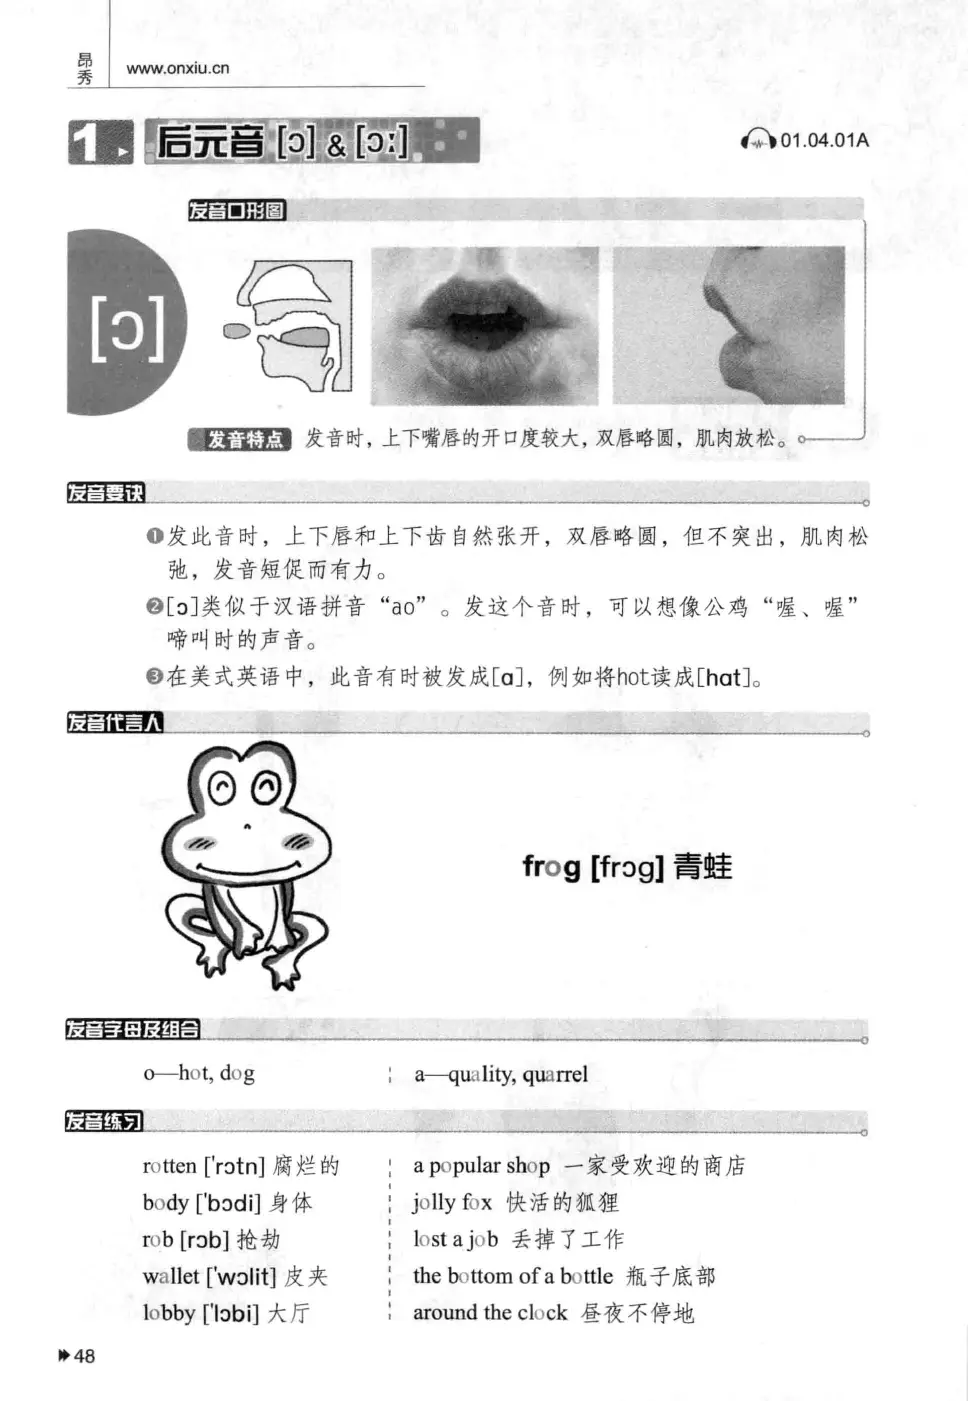 昂秀
www.onxiu.cn
1 后元音 [ɔ] & [ɔː]
01.04.01A
发音口形图
[ɔ]
发音特点 发音时，上下嘴唇的开口度较大，双唇略圆，肌肉放松。
发音要诀
❶发此音时，上下唇和上下齿自然张开，双唇略圆，但不突出，肌肉松
弛，发音短促而有力。
❷[ɔ]类似于汉语拼音“ao”。发这个音时，可以想像公鸡“喔、喔”
啼叫时的声音。
❸在美式英语中，此音有时被发成[ɑ]，例如将hot读成[hɑt]。
发音代言人
frog [frɔg] 青蛙
发音字母及组合
o—hot, dog
a—quality, quarrel
发音练习
rotten ['rɔtn] 腐烂的
body ['bɔdi] 身体
rob [rɔb] 抢劫
wallet ['wɔlit] 皮夹
lobby ['lɔbi] 大厅
a popular shop 一家受欢迎的商店
jolly fox 快活的狐狸
lost a job 丢掉了工作
the bottom of a bottle 瓶子底部
around the clock 昼夜不停地
48